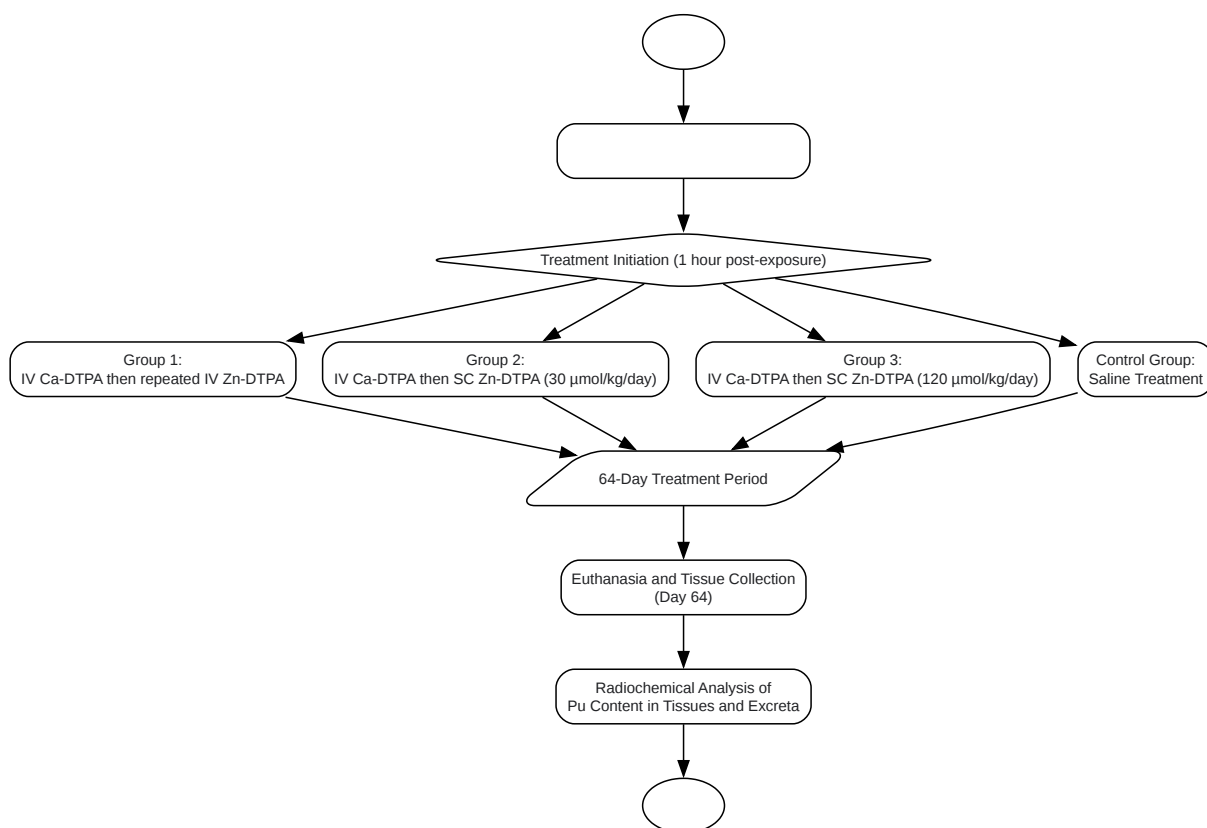 Treatment Initiation (1 hour post-exposure)
Group 1:
IV Ca-DTPA then repeated IV Zn-DTPA
Group 2:
IV Ca-DTPA then SC Zn-DTPA (30 µmol/kg/day)
Group 3:
IV Ca-DTPA then SC Zn-DTPA (120 µmol/kg/day)
Control Group:
Saline Treatment
64-Day Treatment Period
Euthanasia and Tissue Collection
(Day 64)
Radiochemical Analysis of
Pu Content in Tissues and Excreta